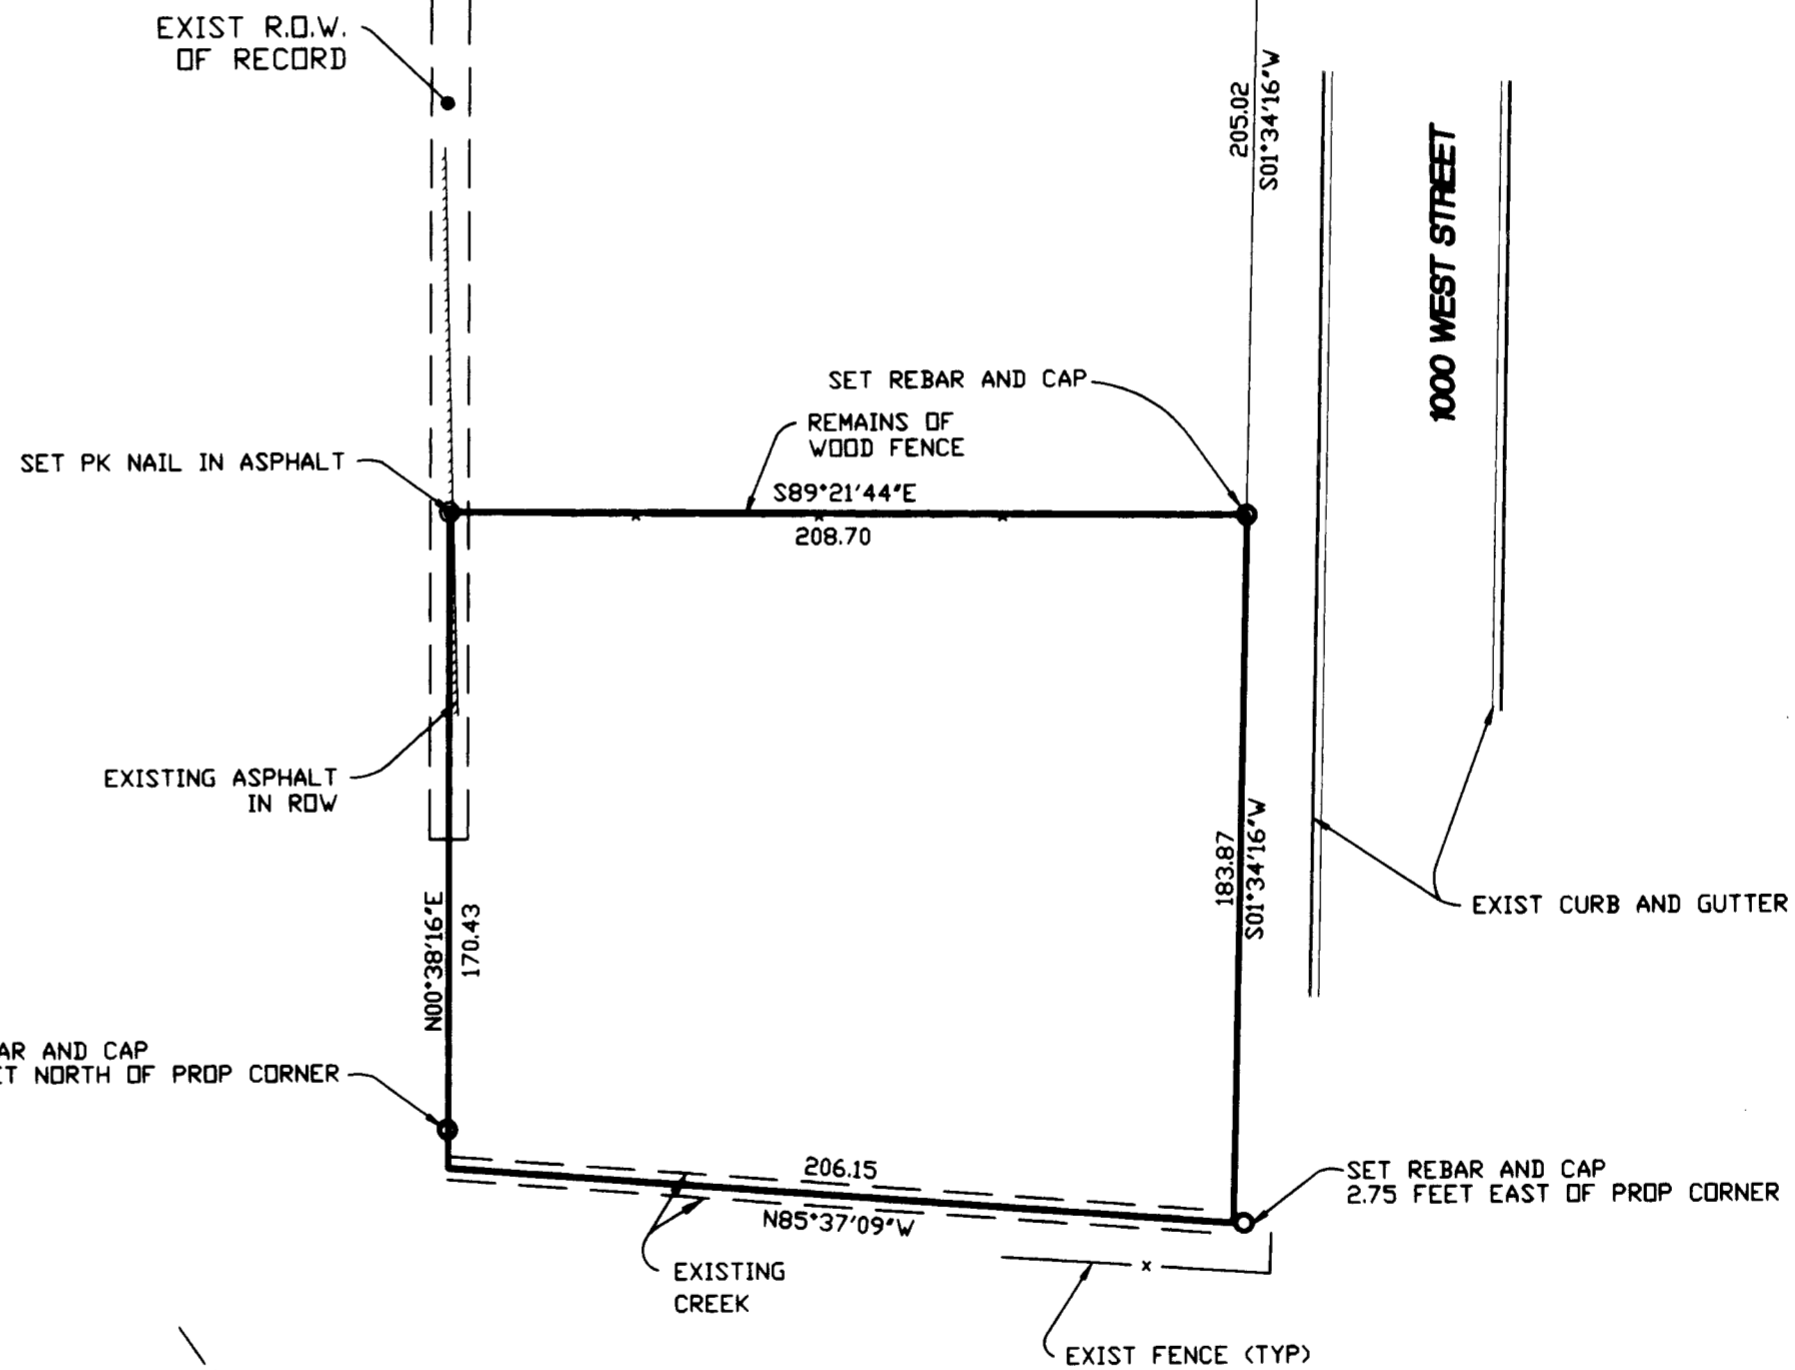 EXIST R.O.W.
OF RECORD
205.02
S01°34'16"W
1000 WEST STREET
SET REBAR AND CAP
REMAINS OF
WOOD FENCE
SET PK NAIL IN ASPHALT
S89°21'44"E
208.70
EXISTING ASPHALT
IN ROW
183.87
S01°34'16"W
EXIST CURB AND GUTTER
N00°38'16"E
170.43
AND CAP
NORTH OF PROP CORNER
206.15
N85°37'09"W
SET REBAR AND CAP
2.75 FEET EAST OF PROP CORNER
EXISTING
CREEK
EXIST FENCE (TYP)